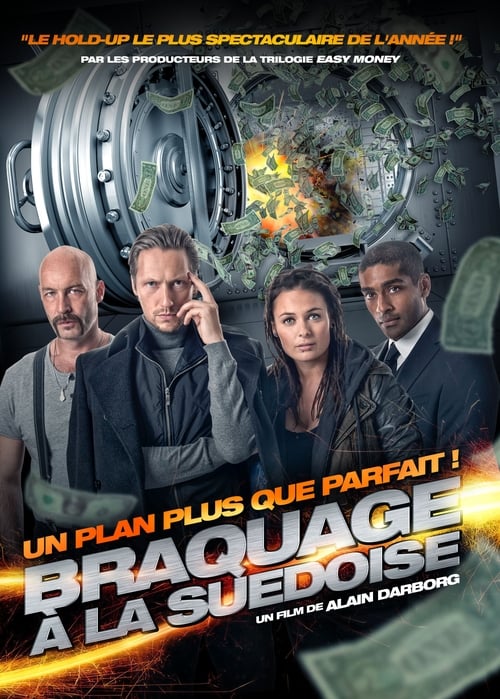 "LE HOLD-UP LE PLUS SPECTACULAIRE DE L'ANNÉE !"
PAR LES PRODUCTEURS DE LA TRILOGIE EASY MONEY
UN PLAN PLUS QUE PARFAIT !
BRAQUAGE
À LA SUÉDOISE
UN FILM DE ALAIN DARBORG